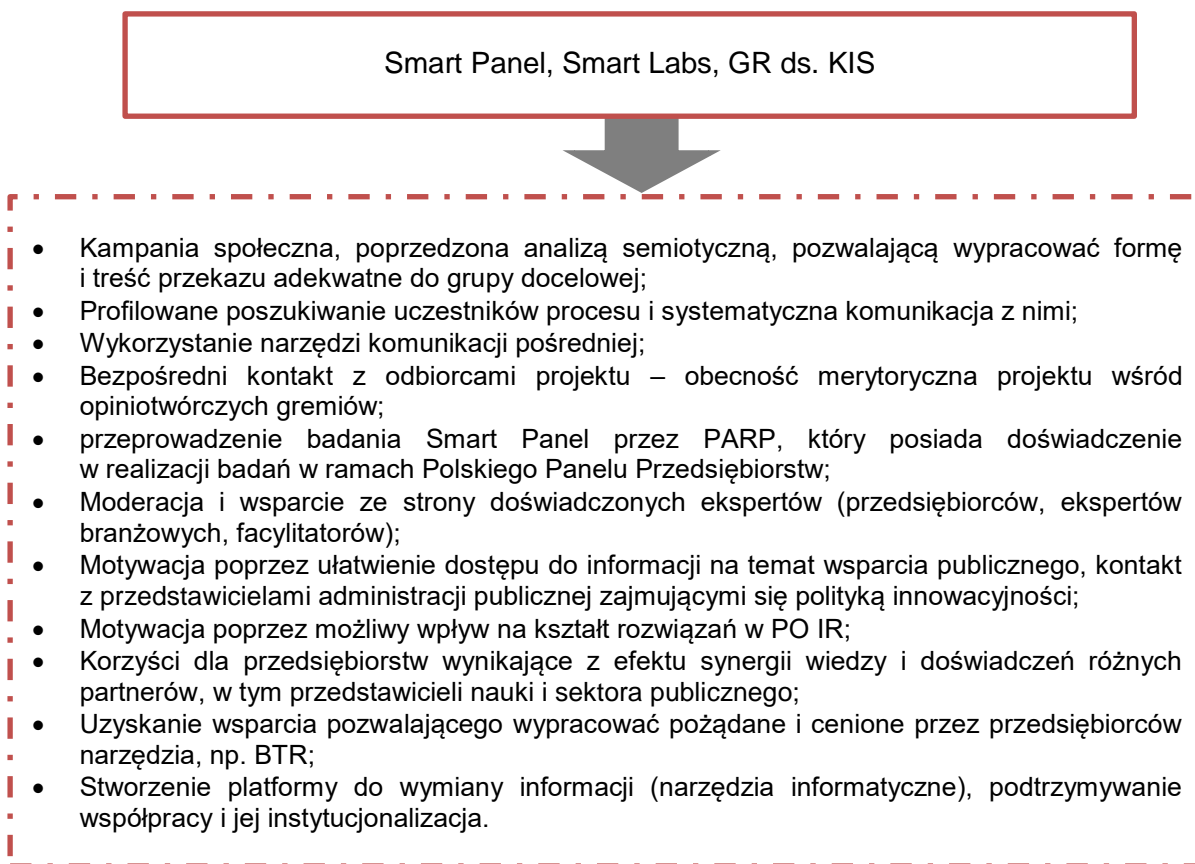 Smart Panel, Smart Labs, GR ds. KIS
• Kampania społeczna, poprzedzona analizą semiotyczną, pozwalającą wypracować formę
i treść przekazu adekwatne do grupy docelowej;
• Profilowane poszukiwanie uczestników procesu i systematyczna komunikacja z nimi;
• Wykorzystanie narzędzi komunikacji pośredniej;
• Bezpośredni kontakt z odbiorcami projektu – obecność merytoryczna projektu wśród
opiniotwórczych gremiów;
• przeprowadzenie badania Smart Panel przez PARP, który posiada doświadczenie
w realizacji badań w ramach Polskiego Panelu Przedsiębiorstw;
• Moderacja i wsparcie ze strony doświadczonych ekspertów (przedsiębiorców, ekspertów
branżowych, facylitatorów);
• Motywacja poprzez ułatwienie dostępu do informacji na temat wsparcia publicznego, kontakt
z przedstawicielami administracji publicznej zajmującymi się polityką innowacyjności;
• Motywacja poprzez możliwy wpływ na kształt rozwiązań w PO IR;
• Korzyści dla przedsiębiorstw wynikające z efektu synergii wiedzy i doświadczeń różnych
partnerów, w tym przedstawicieli nauki i sektora publicznego;
• Uzyskanie wsparcia pozwalającego wypracować pożądane i cenione przez przedsiębiorców
narzędzia, np. BTR;
• Stworzenie platformy do wymiany informacji (narzędzia informatyczne), podtrzymywanie
współpracy i jej instytucjonalizacja.